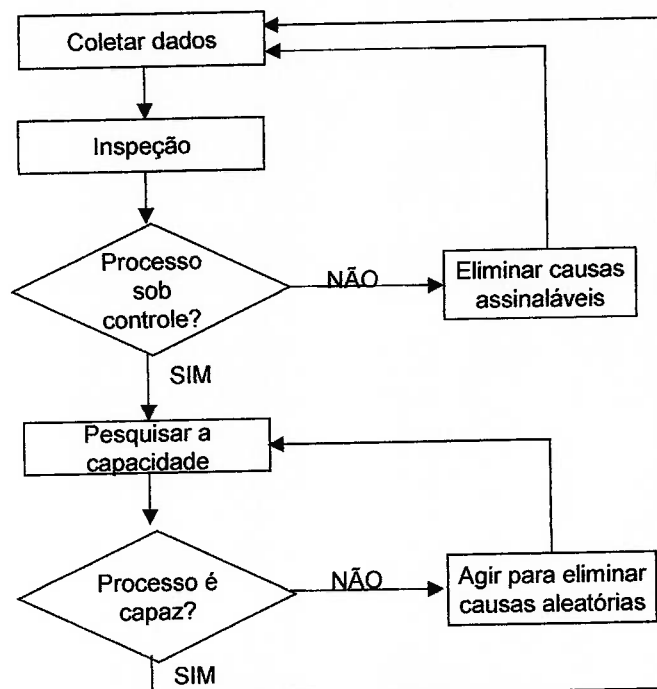 Coletar dados
Inspeção
Processo
sob
controle?
NÃO
Eliminar causas
assinaláveis
SIM
Pesquisar a
capacidade
Processo é
capaz?
NÃO
Agir para eliminar
causas aleatórias
SIM